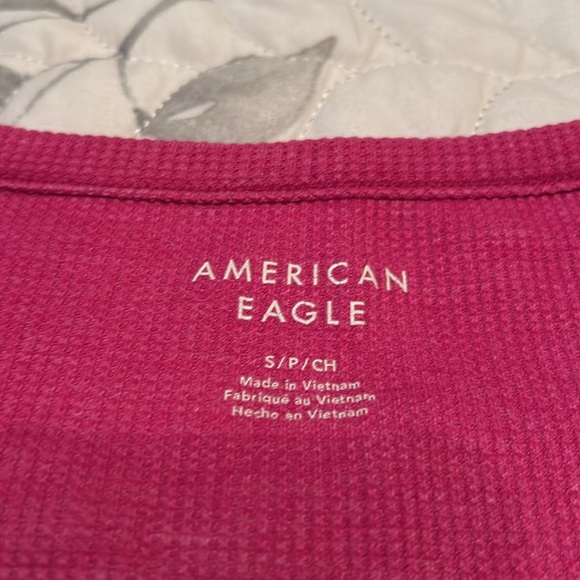 AMERICAN
EAGLE
S/P/CH
Made in Vietnam
Fabriqué au Vietnam
Hecho en Vietnam